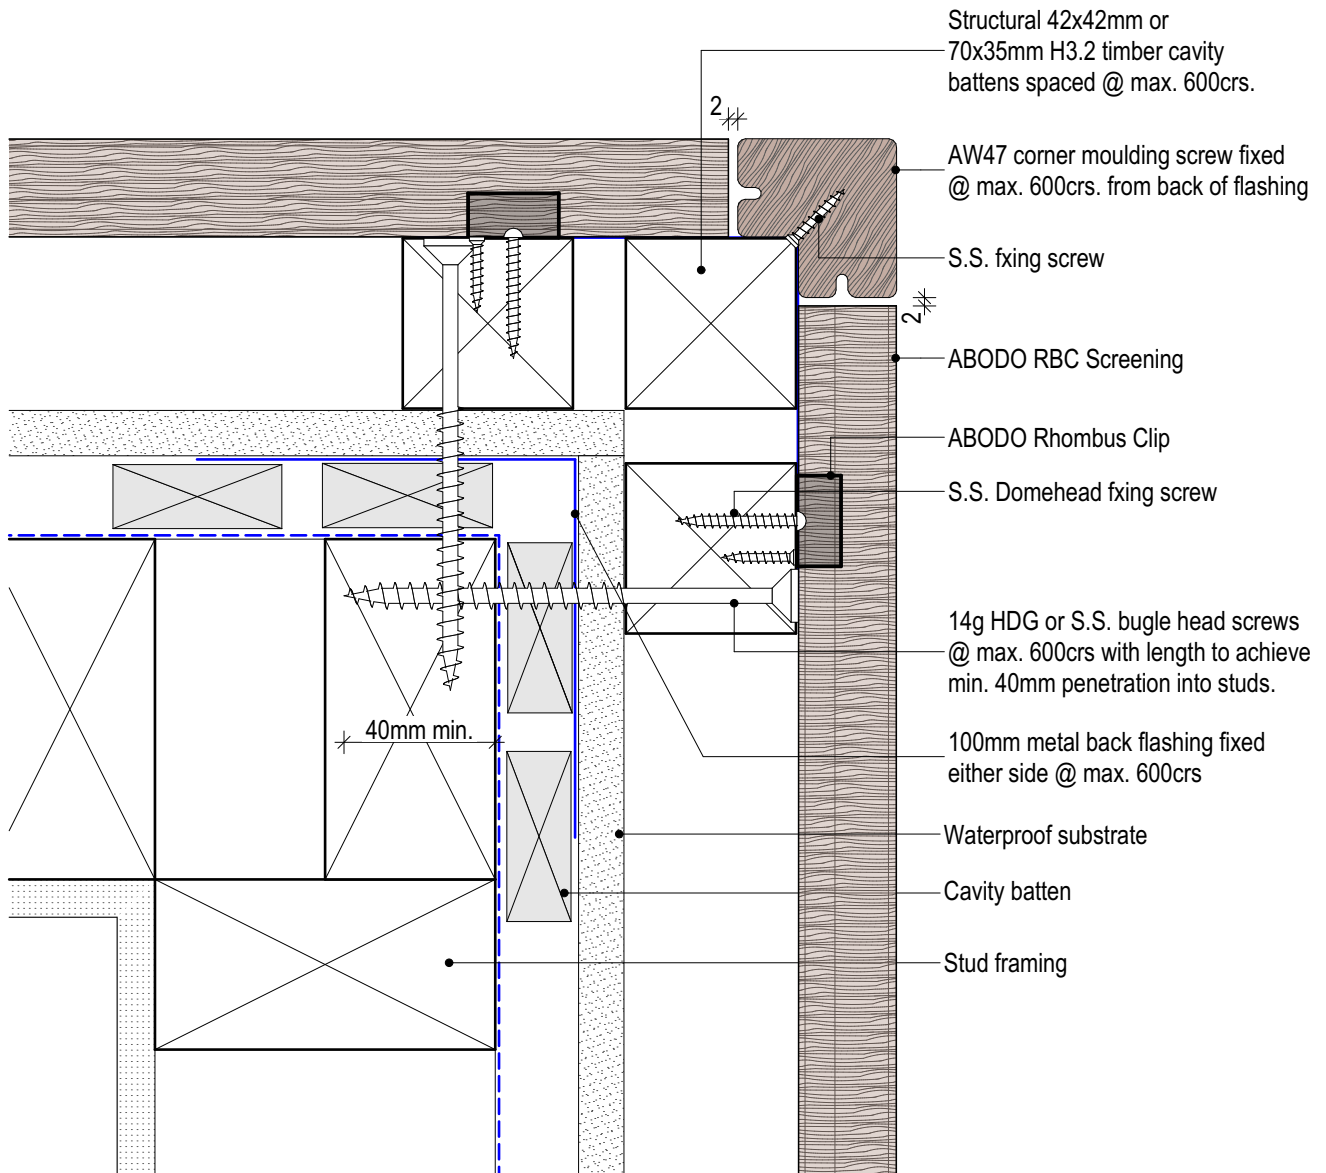 Structural 42x42mm or
70x35mm H3.2 timber cavity
battens spaced @ max. 600crs.
2
AW47 corner moulding screw fixed
@ max. 600crs. from back of flashing
S.S. fxing screw
2
ABODO RBC Screening
ABODO Rhombus Clip
S.S. Domehead fxing screw
14g HDG or S.S. bugle head screws
@ max. 600crs with length to achieve
min. 40mm penetration into studs.
40mm min.
100mm metal back flashing fixed
either side @ max. 600crs
Waterproof substrate
Cavity batten
Stud framing